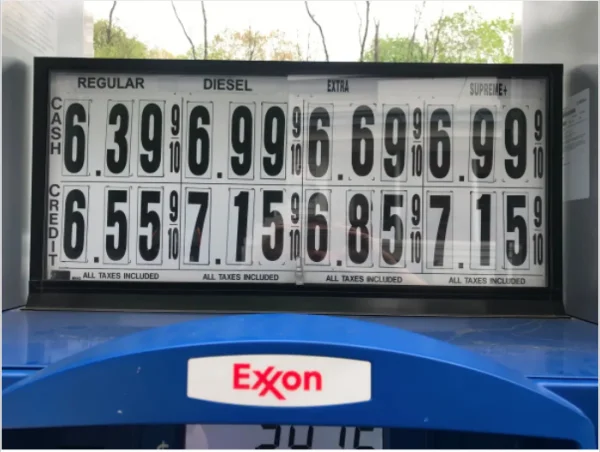 REGULAR DIESEL EXTRA SUPREME+
CASH 6.39 9/10 6.99 9/10 6.69 9/10 6.99 9/10
CREDIT 6.55 9/10 7.15 9/10 6.85 9/10 7.15 9/10
ALL TAXES INCLUDED ALL TAXES INCLUDED ALL TAXES INCLUDED ALL TAXES INCLUDED
Exxon